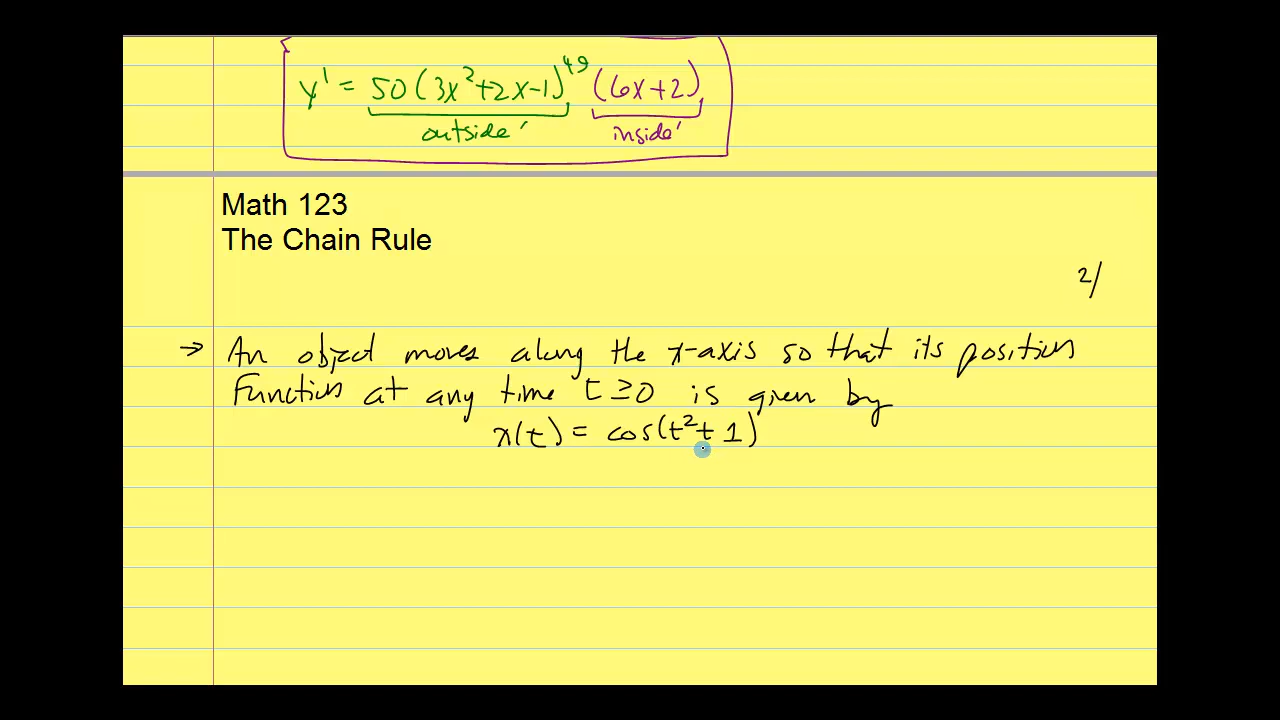 y' = 50(3x²+2x-1)⁴⁹ (6x+2)
outside' inside'
Math 123
The Chain Rule
2/
→ An object moves along the x-axis so that its position
Function at any time t ≥ 0 is given by
x(t) = cos(t²+1)